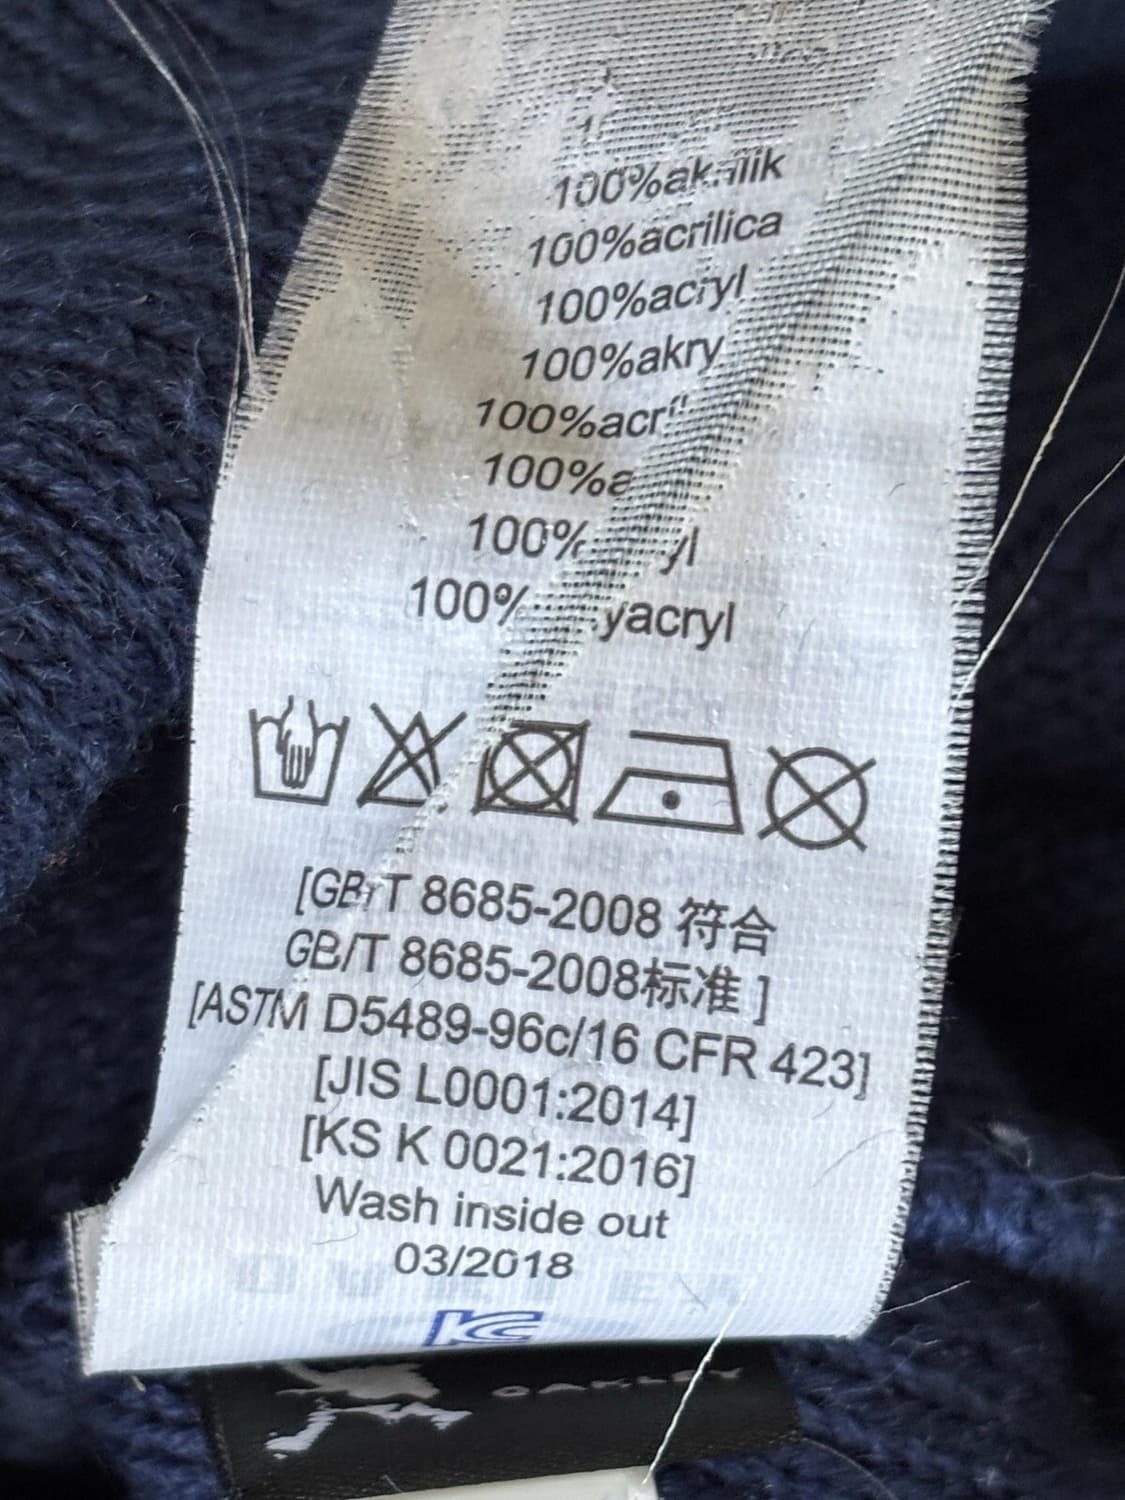 100%
100%acrilica
100%acryl
100%akry
100%acr
100%a
100%
100% yacryl
[GB/T 8685-2008 符合
GB/T 8685-2008标准 ]
[ASTM D5489-96c/16 CFR 423]
[JIS L0001:2014]
[KS K 0021:2016]
Wash inside out
03/2018
KC
OAKLEY